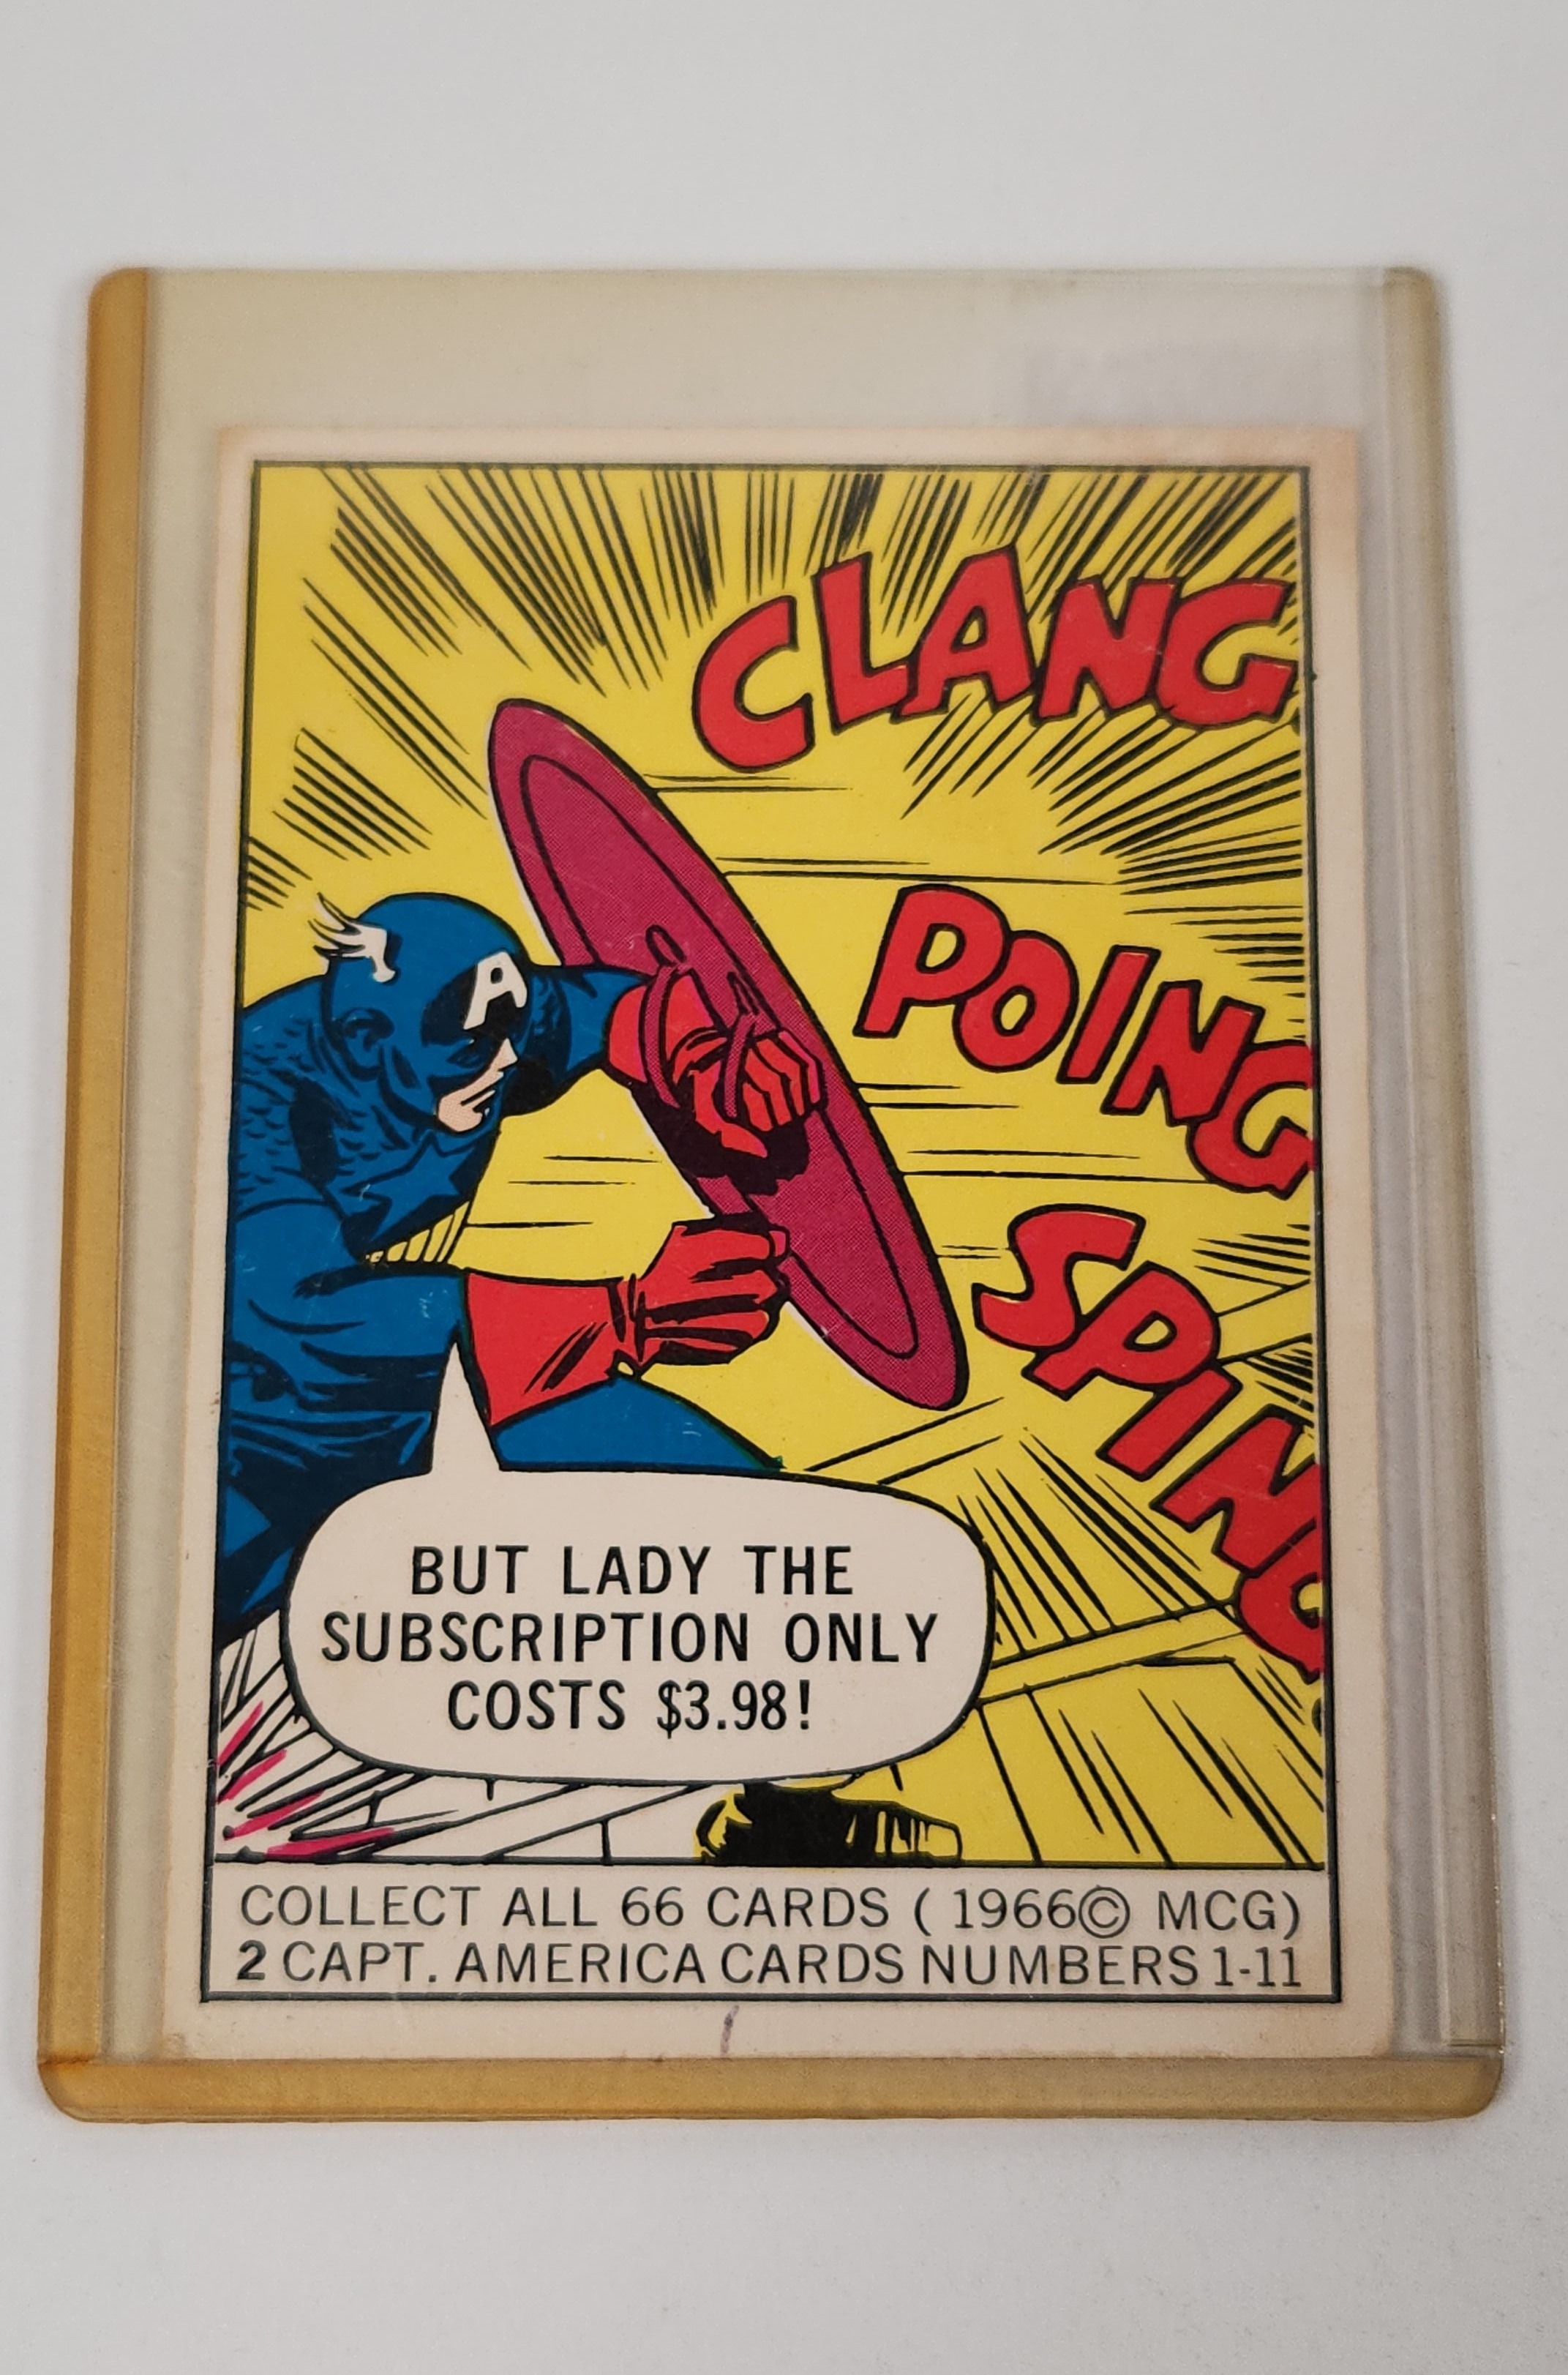 CLANG
POING
SPING
A
BUT LADY THE
SUBSCRIPTION ONLY
COSTS $3.98!
COLLECT ALL 66 CARDS ( 1966© MCG)
2 CAPT. AMERICA CARDS NUMBERS 1-11